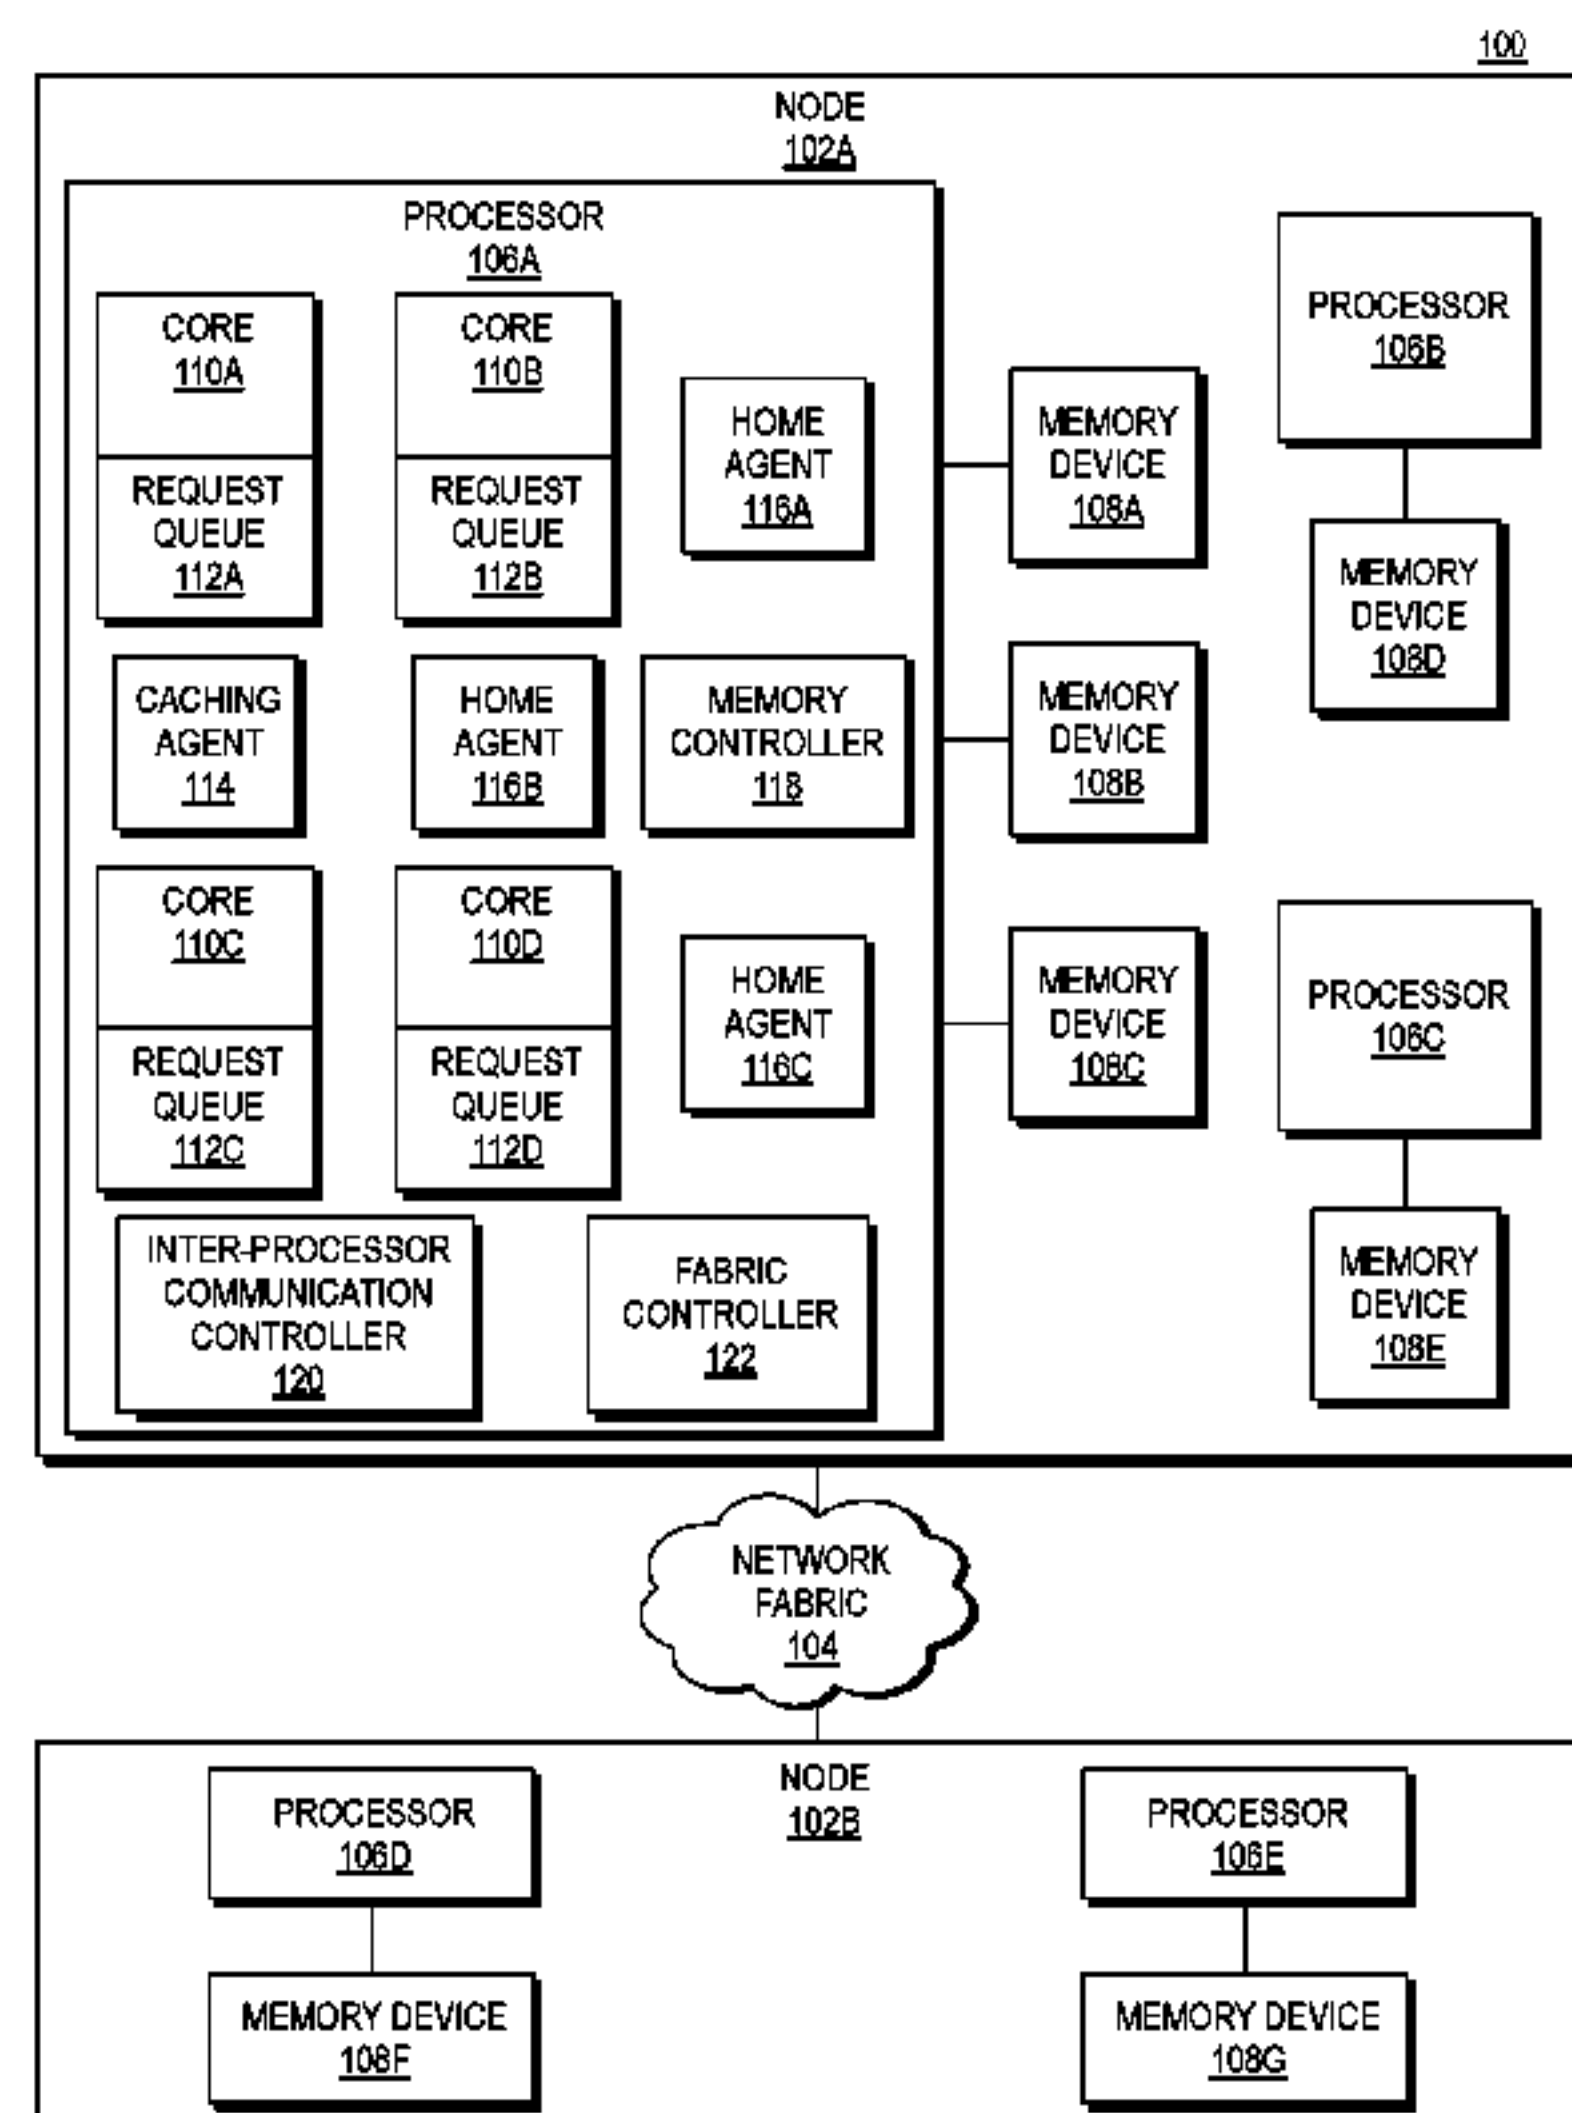 100
NODE
102A
PROCESSOR
106A
CORE
110A
REQUEST
QUEUE
112A
CORE
110B
REQUEST
QUEUE
112B
HOME
AGENT
116A
CACHING
AGENT
114
HOME
AGENT
116B
MEMORY
CONTROLLER
118
CORE
110C
REQUEST
QUEUE
112C
CORE
110D
REQUEST
QUEUE
112D
HOME
AGENT
116C
INTER-PROCESSOR
COMMUNICATION
CONTROLLER
120
FABRIC
CONTROLLER
122
MEMORY
DEVICE
108A
MEMORY
DEVICE
108B
MEMORY
DEVICE
108C
PROCESSOR
106B
MEMORY
DEVICE
108D
PROCESSOR
106C
MEMORY
DEVICE
108E
NETWORK
FABRIC
104
NODE
102B
PROCESSOR
106D
MEMORY DEVICE
108F
PROCESSOR
106E
MEMORY DEVICE
108G